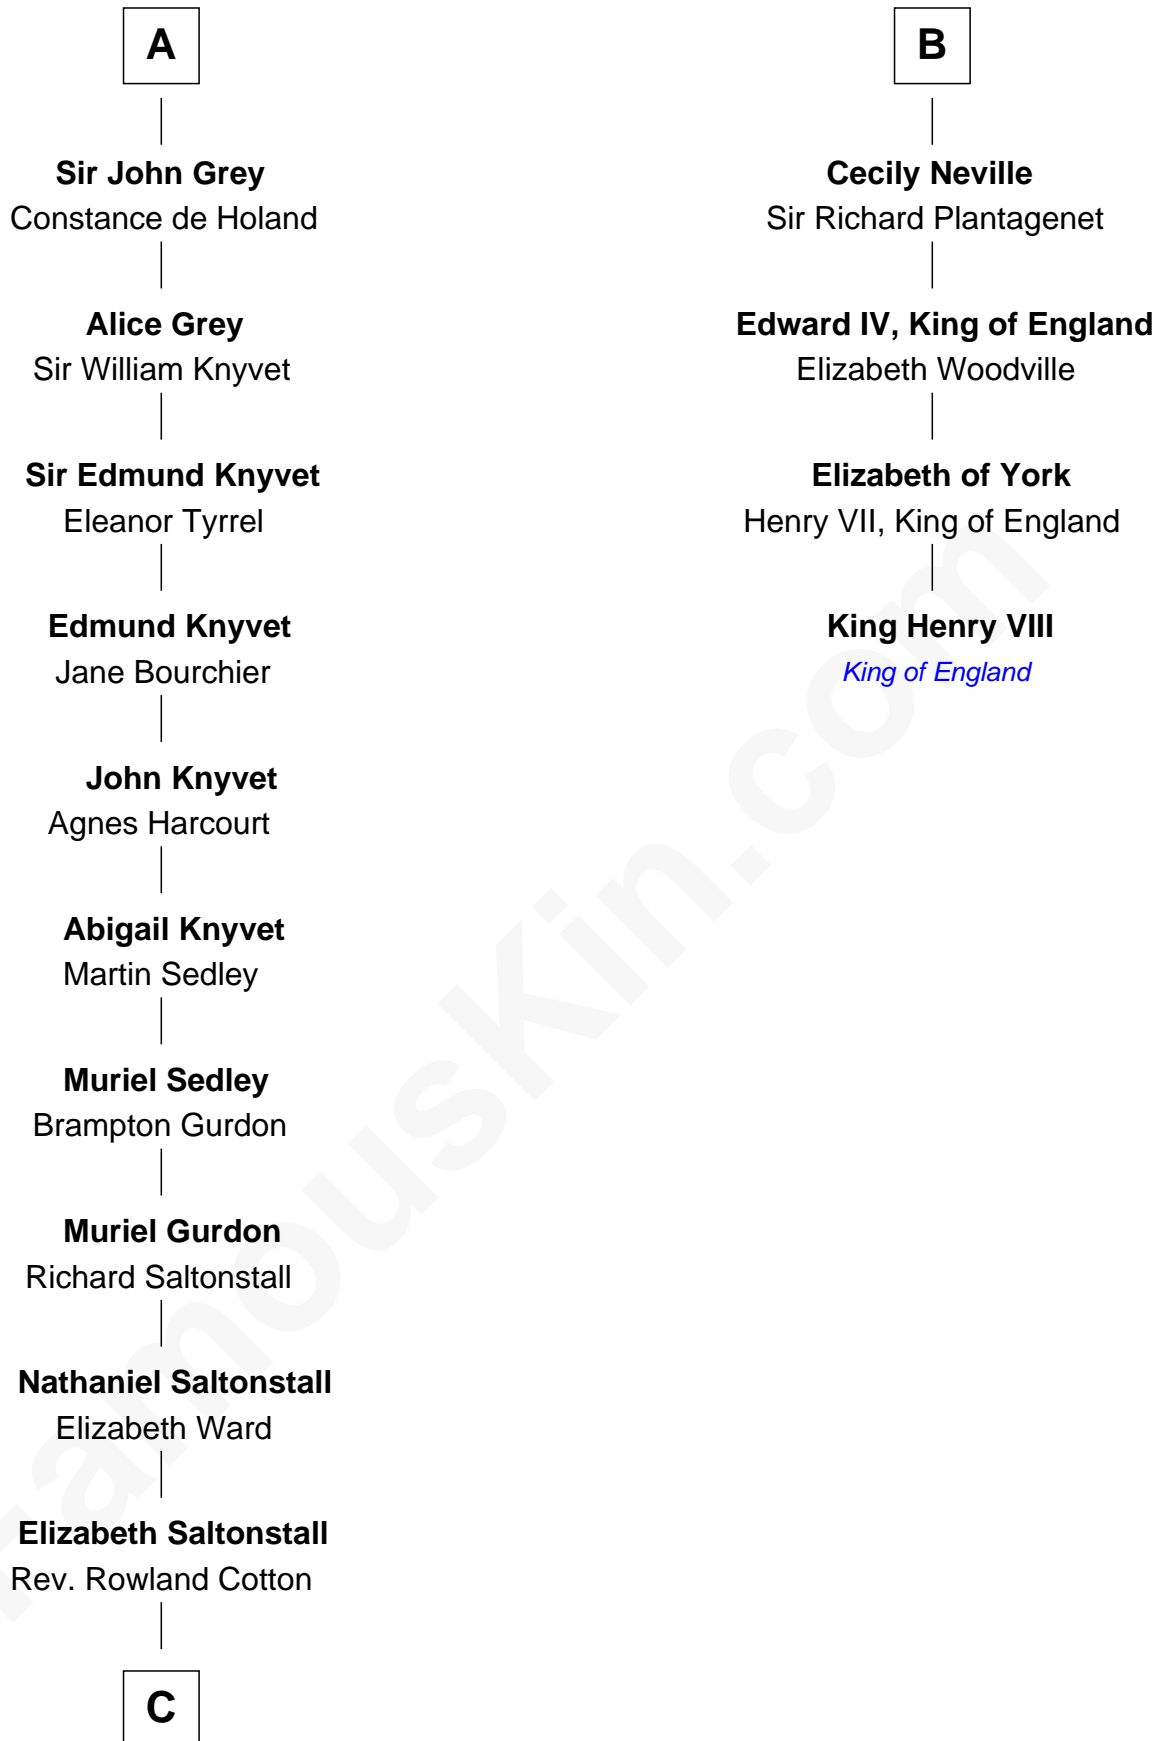 A
Sir John Grey
Constance de Holand
Alice Grey
Sir William Knyvet
Sir Edmund Knyvet
Eleanor Tyrrel
Edmund Knyvet
Jane Bourchier
John Knyvet
Agnes Harcourt
Abigail Knyvet
Martin Sedley
Muriel Sedley
Brampton Gurdon
Muriel Gurdon
Richard Saltonstall
Nathaniel Saltonstall
Elizabeth Ward
Elizabeth Saltonstall
Rev. Rowland Cotton
C
B
Cecily Neville
Sir Richard Plantagenet
Edward IV, King of England
Elizabeth Woodville
Elizabeth of York
Henry VII, King of England
King Henry VIII
King of England
FamousKin.com